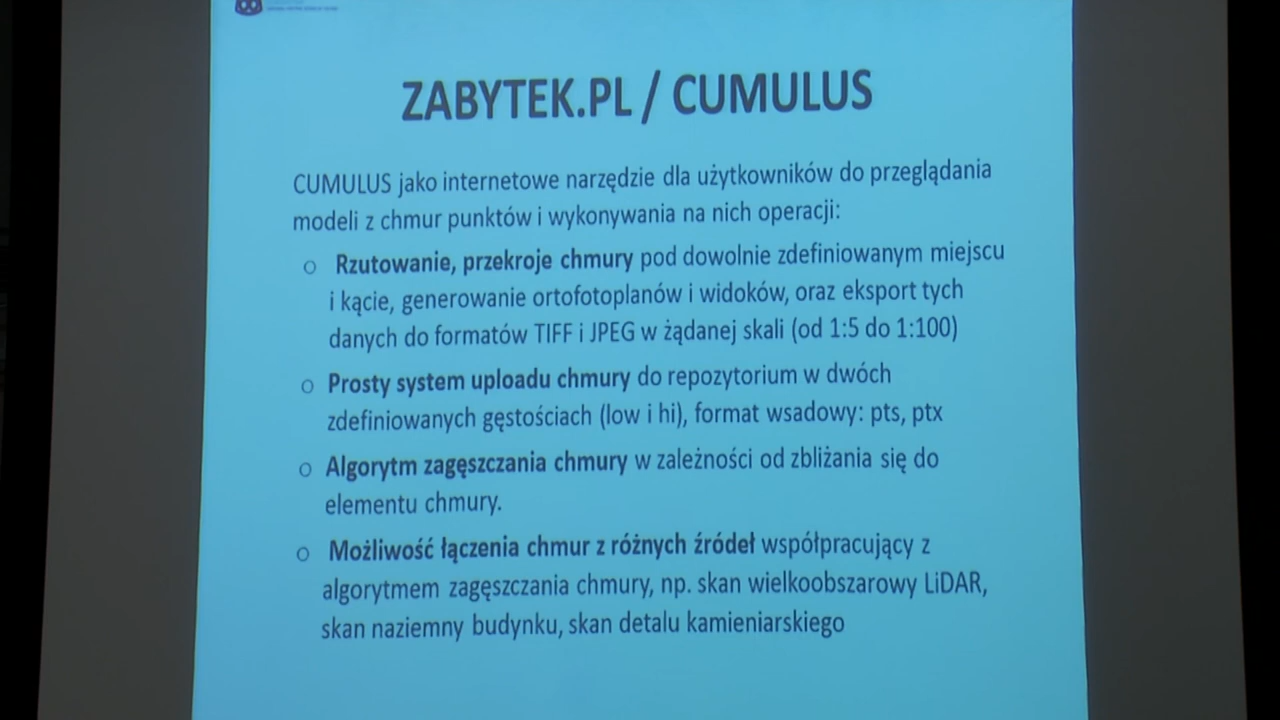 ZABYTEK.PL / CUMULUS
CUMULUS jako internetowe narzędzie dla użytkowników do przeglądania
modeli z chmur punktów i wykonywania na nich operacji:
o Rzutowanie, przekroje chmury pod dowolnie zdefiniowanym miejscu
i kącie, generowanie ortofotoplanów i widoków, oraz eksport tych
danych do formatów TIFF i JPEG w żądanej skali (od 1:5 do 1:100)
o Prosty system uploadu chmury do repozytorium w dwóch
zdefiniowanych gęstościach (low i hi), format wsadowy: pts, ptx
o Algorytm zagęszczania chmury w zależności od zbliżania się do
elementu chmury.
o Możliwość łączenia chmur z różnych źródeł współpracujący z
algorytmem zagęszczania chmury, np. skan wielkoobszarowy LiDAR,
skan naziemny budynku, skan detalu kamieniarskiego